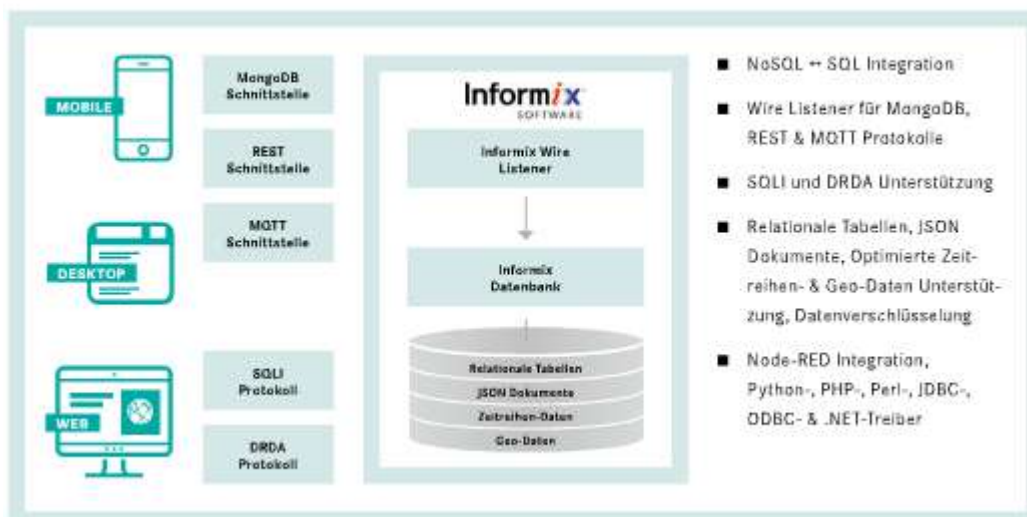 MOBILE
DESKTOP
WEB
MongoDB
Schnittstelle
REST
Schnittstelle
MQTT
Schnittstelle
SQLI
Protokoll
DRDA
Protokoll
Informix
SOFTWARE
Informix Wire
Listener
Informix
Datenbank
Relationale Tabellen
JSON Dokumente
Zeitreihen-Daten
Geo-Daten
■ NoSQL ↔ SQL Integration
■ Wire Listener für MongoDB,
REST & MQTT Protokolle
■ SQLI und DRDA Unterstützung
■ Relationale Tabellen, JSON
Dokumente, Optimierte Zeit-
reihen- & Geo-Daten Unterstüt-
zung, Datenverschlüsselung
■ Node-RED Integration,
Python-, PHP-, Perl-, JDBC-,
ODBC- & .NET-Treiber